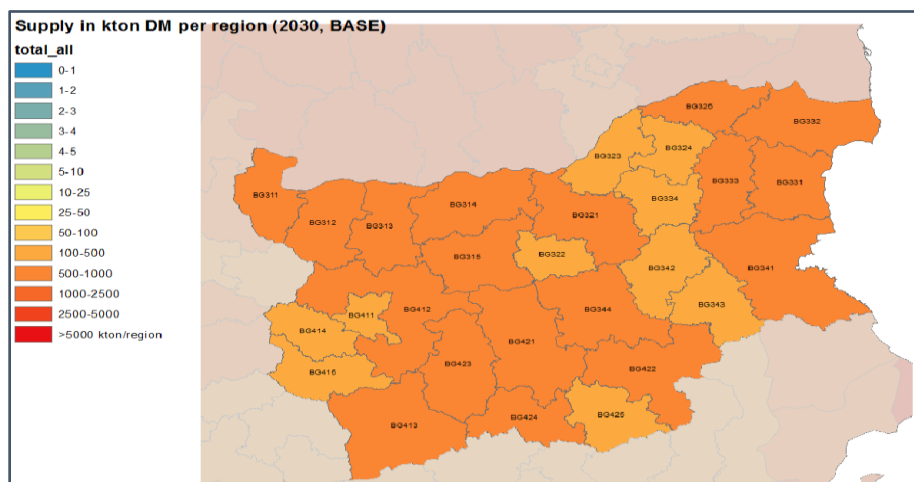 Supply in kton DM per region (2030, BASE)
total_all
0-1
1-2
2-3
3-4
4-5
5-10
10-25
25-50
50-100
100-500
500-1000
1000-2500
2500-5000
>5000 kton/region
BG325
BG332
BG323
BG324
BG311
BG333
BG331
BG334
BG312
BG313
BG314
BG321
BG315
BG322
BG342
BG341
BG411
BG412
BG343
BG344
BG414
BG421
BG415
BG423
BG422
BG413
BG424
BG425